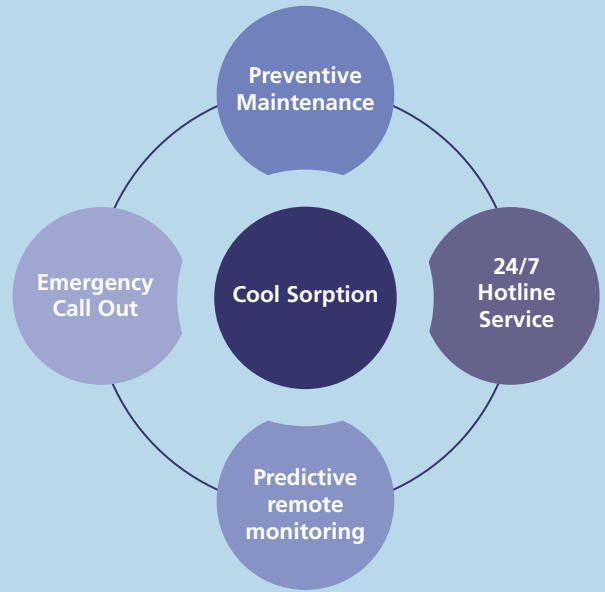 Preventive
Maintenance
Emergency
Call Out
Cool Sorption
24/7
Hotline
Service
Predictive
remote
monitoring